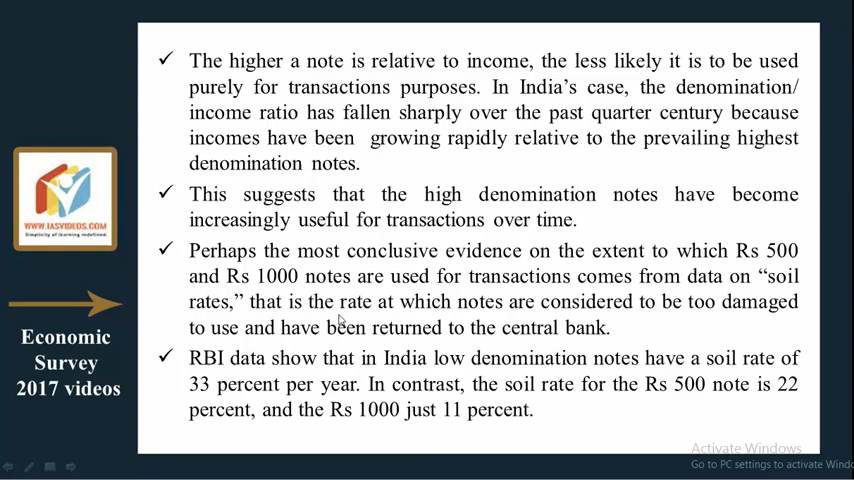 ✓ The higher a note is relative to income, the less likely it is to be used
purely for transactions purposes. In India's case, the denomination/
income ratio has fallen sharply over the past quarter century because
incomes have been growing rapidly relative to the prevailing highest
denomination notes.
✓ This suggests that the high denomination notes have become
increasingly useful for transactions over time.
✓ Perhaps the most conclusive evidence on the extent to which Rs 500
and Rs 1000 notes are used for transactions comes from data on “soil
rates,” that is the rate at which notes are considered to be too damaged
to use and have been returned to the central bank.
✓ RBI data show that in India low denomination notes have a soil rate of
33 percent per year. In contrast, the soil rate for the Rs 500 note is 22
percent, and the Rs 1000 just 11 percent.
WWW.IASVIDEOS.COM
Simplicity of learning redefined.
Economic
Survey
2017 videos
Activate Windows
Go to PC settings to activate Windo